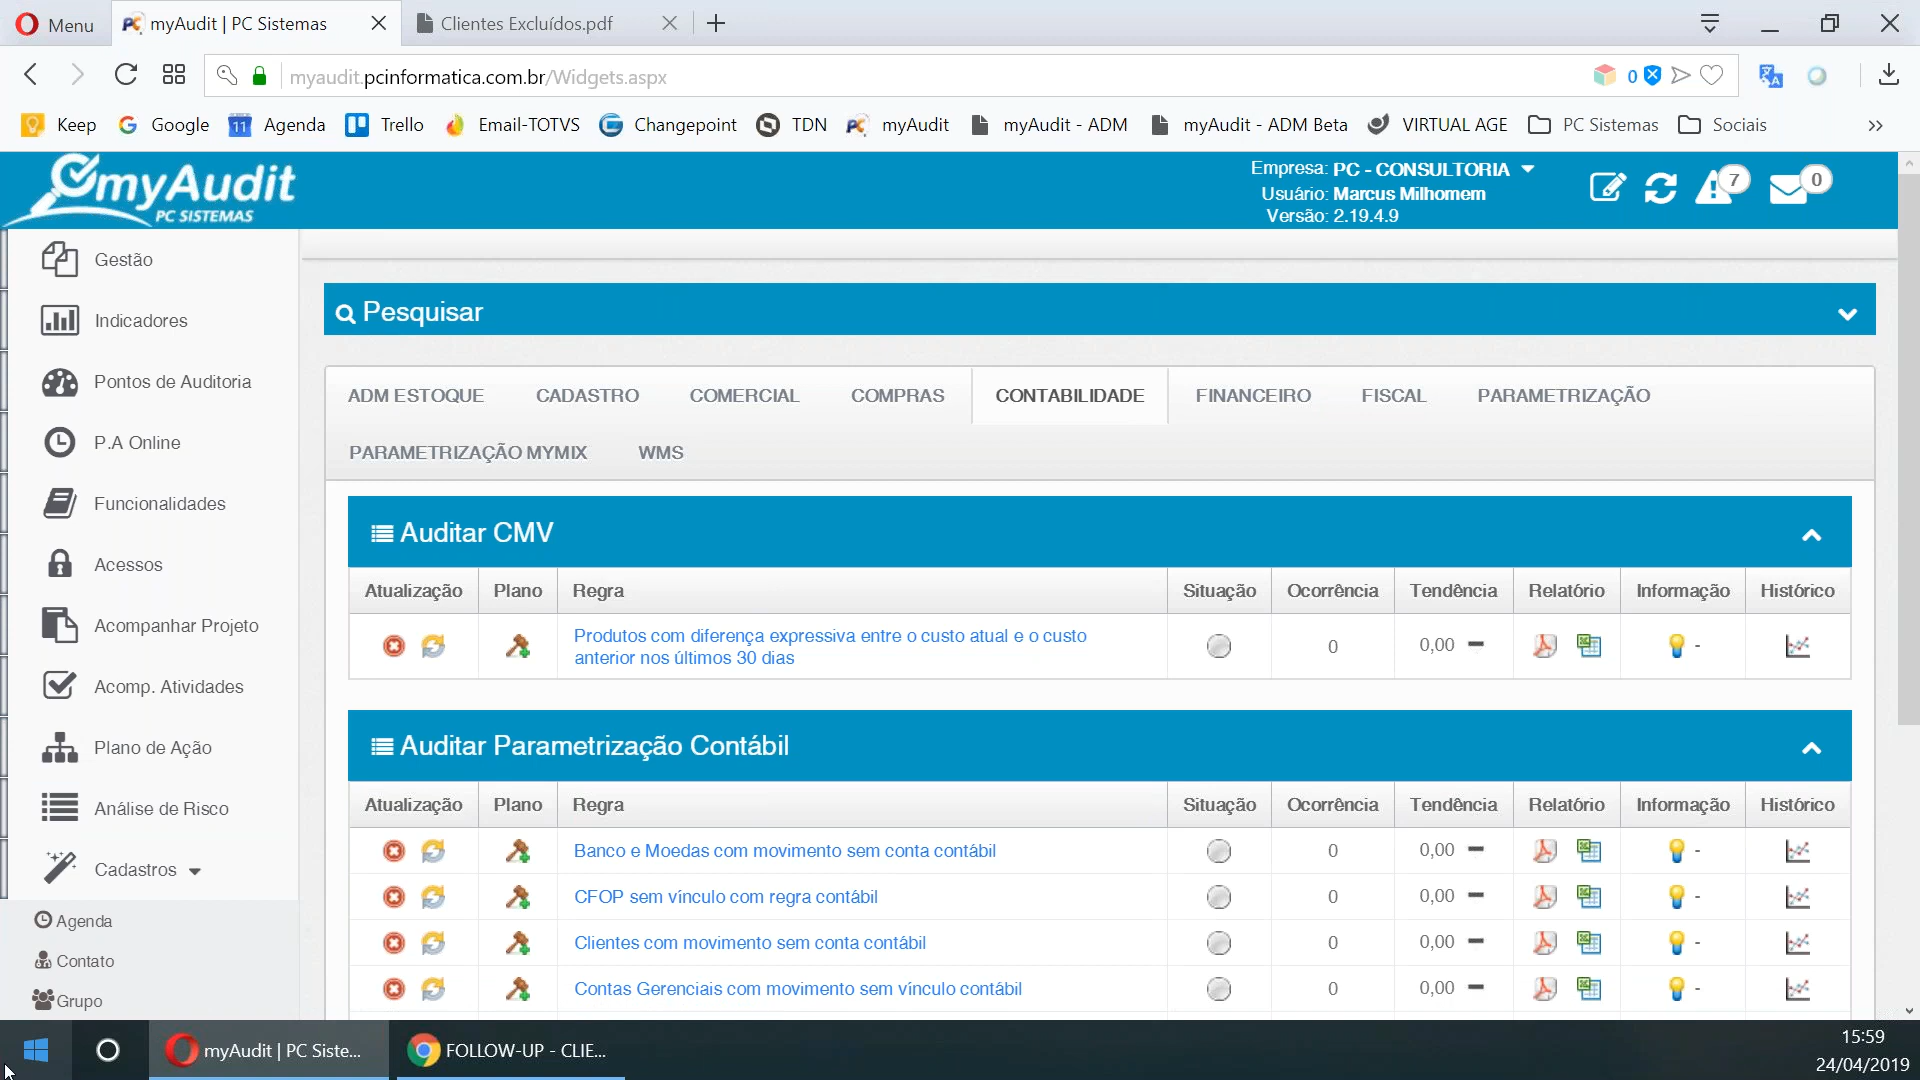 Menu
myAudit | PC Sistemas
Clientes Excluídos.pdf
myaudit.pcinformatica.com.br/Widgets.aspx
0
Keep
Google
11
Agenda
Trello
Email-TOTVS
Changepoint
TDN
myAudit
myAudit - ADM
myAudit - ADM Beta
VIRTUAL AGE
PC Sistemas
Sociais
myAudit
PC SISTEMAS
Empresa: PC - CONSULTORIA
Usuário: Marcus Milhomem
Versão: 2.19.4.9
7
0
Gestão
Indicadores
Pontos de Auditoria
P.A Online
Funcionalidades
Acessos
Acompanhar Projeto
Acomp. Atividades
Plano de Ação
Análise de Risco
Cadastros
Agenda
Contato
Grupo
Pesquisar
ADM ESTOQUE CADASTRO COMERCIAL COMPRAS CONTABILIDADE FINANCEIRO FISCAL PARAMETRIZAÇÃO
PARAMETRIZAÇÃO MYMIX WMS
Auditar CMV
Atualização Plano Regra Situação Ocorrência Tendência Relatório Informação Histórico
Produtos com diferença expressiva entre o custo atual e o custo
anterior nos últimos 30 dias
0 0,00 -
Auditar Parametrização Contábil
Atualização Plano Regra Situação Ocorrência Tendência Relatório Informação Histórico
Banco e Moedas com movimento sem conta contábil 0 0,00 -
CFOP sem vínculo com regra contábil 0 0,00 -
Clientes com movimento sem conta contábil 0 0,00 -
Contas Gerenciais com movimento sem vínculo contábil 0 0,00 -
myAudit | PC Siste...
FOLLOW-UP - CLIE...
15:59
24/04/2019